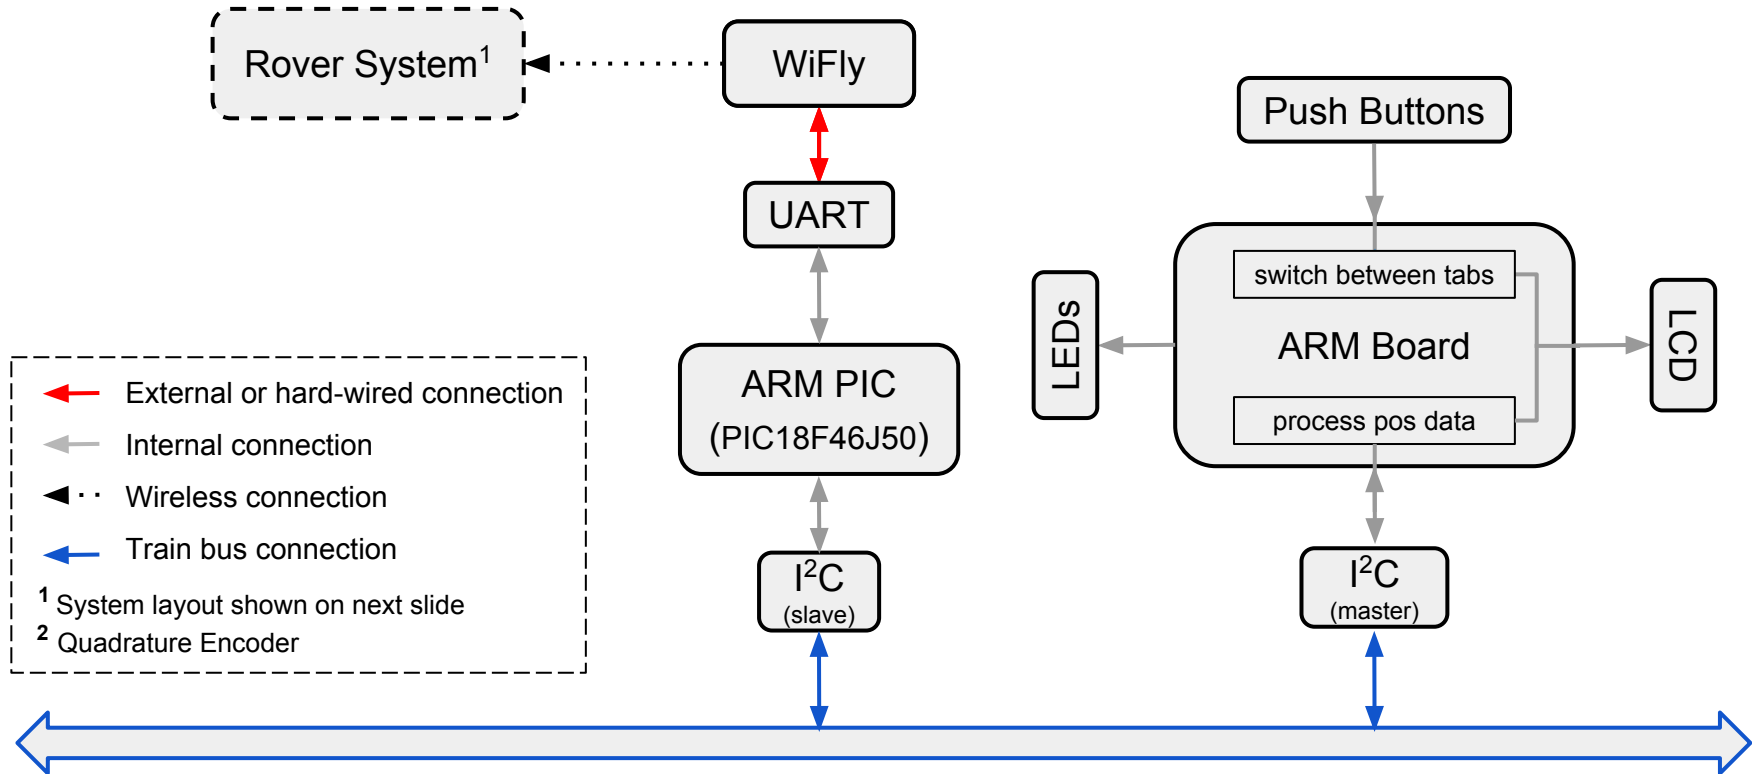 Rover System¹
WiFly
Push Buttons
UART
switch between tabs
LEDs
ARM Board
LCD
process pos data
ARM PIC
(PIC18F46J50)
I²C
(slave)
I²C
(master)
External or hard-wired connection
Internal connection
Wireless connection
Train bus connection
¹ System layout shown on next slide
² Quadrature Encoder